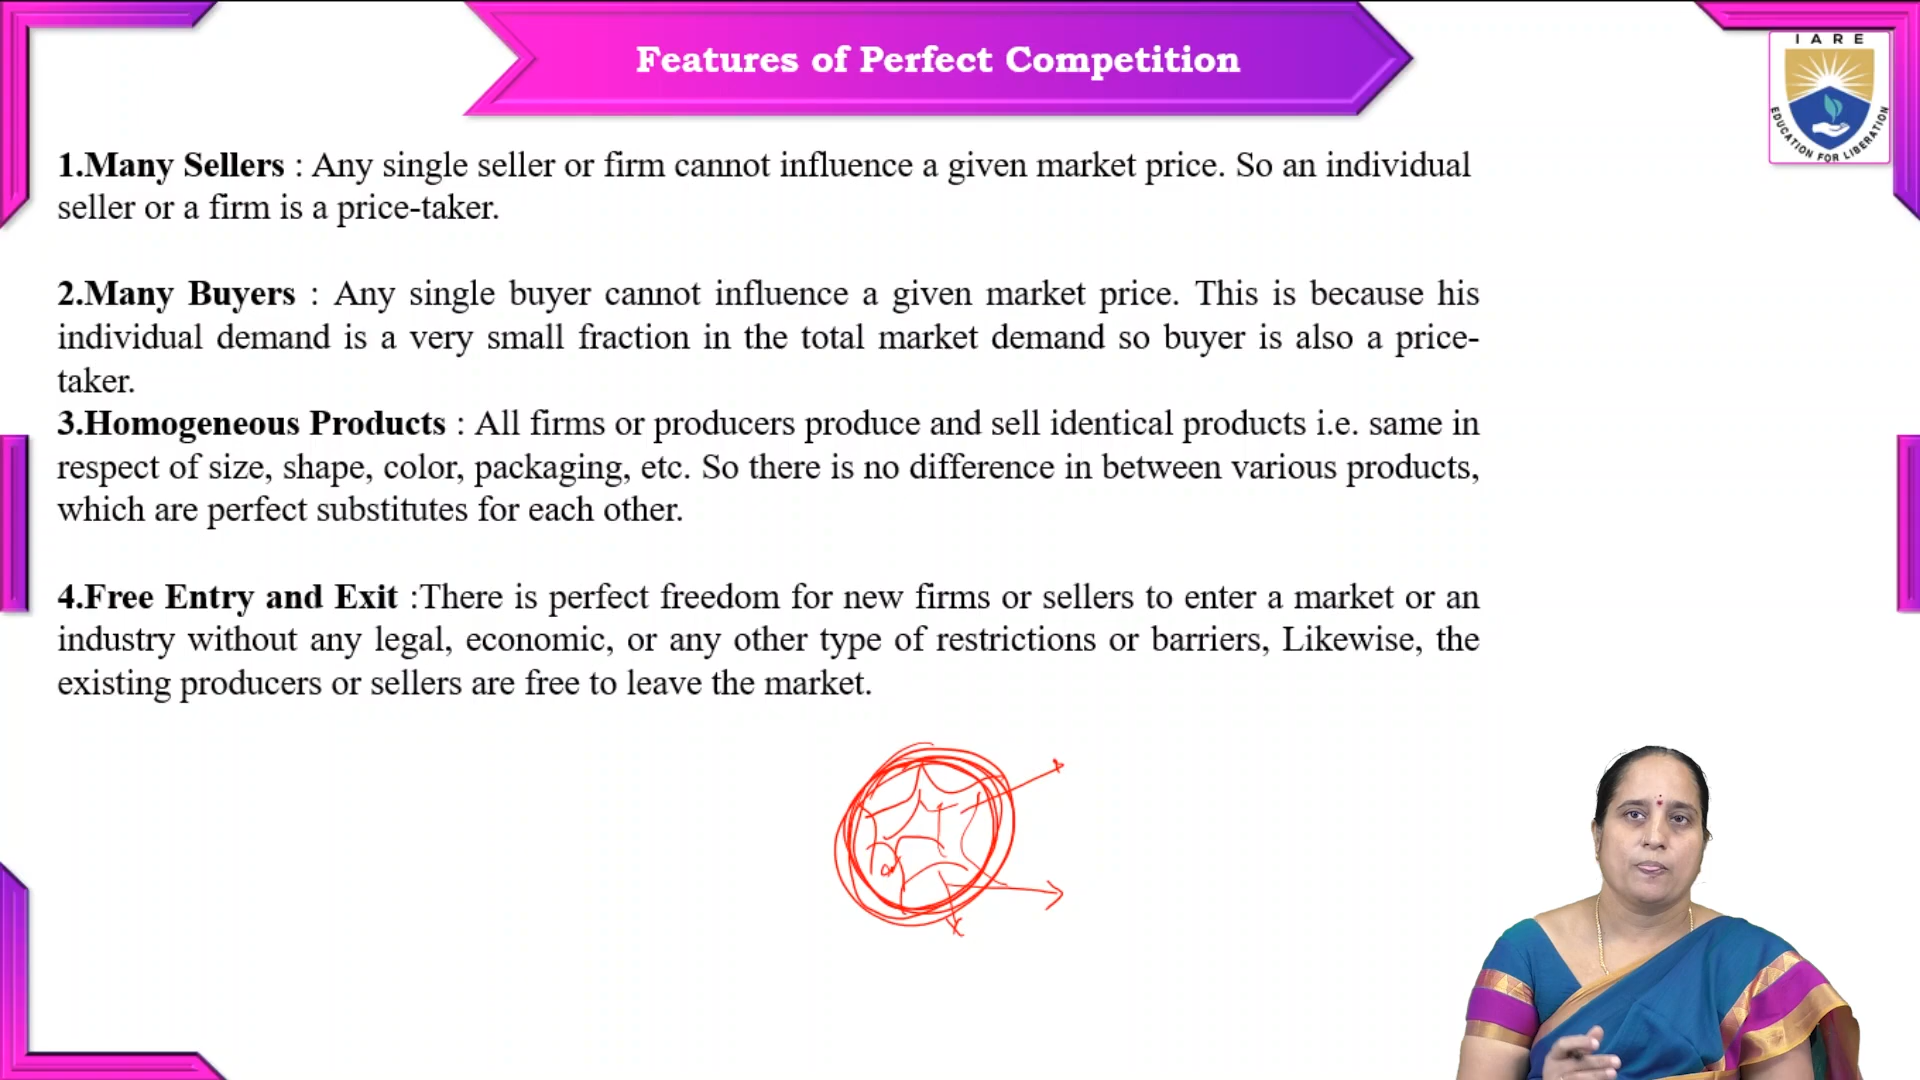 Features of Perfect Competition
I A R E
EDUCATION FOR LIBERATION
1.Many Sellers : Any single seller or firm cannot influence a given market price. So an individual
seller or a firm is a price-taker.
2.Many Buyers : Any single buyer cannot influence a given market price. This is because his
individual demand is a very small fraction in the total market demand so buyer is also a price-
taker.
3.Homogeneous Products : All firms or producers produce and sell identical products i.e. same in
respect of size, shape, color, packaging, etc. So there is no difference in between various products,
which are perfect substitutes for each other.
4.Free Entry and Exit :There is perfect freedom for new firms or sellers to enter a market or an
industry without any legal, economic, or any other type of restrictions or barriers, Likewise, the
existing producers or sellers are free to leave the market.